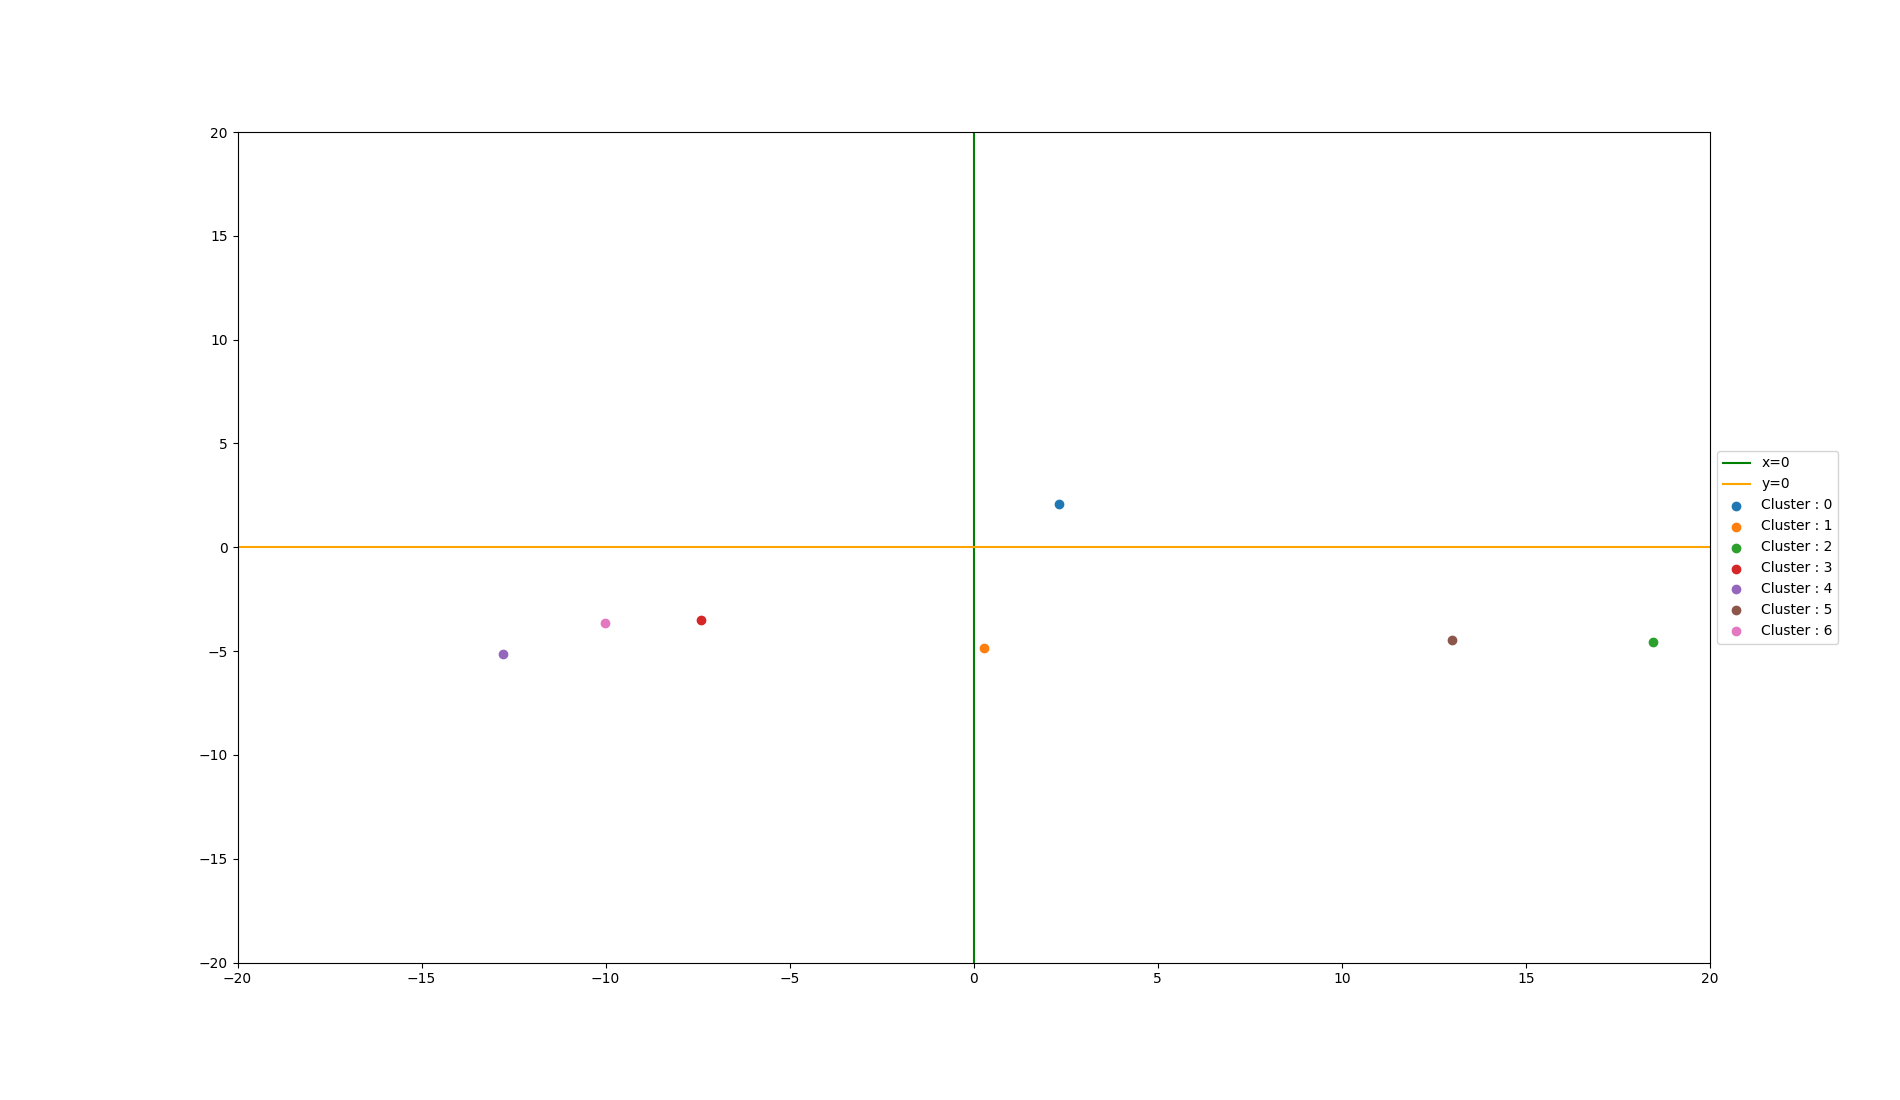 20
15
10
5
0
−5
−10
−15
−20
−20 −15 −10 −5 0 5 10 15 20
x=0
y=0
Cluster : 0
Cluster : 1
Cluster : 2
Cluster : 3
Cluster : 4
Cluster : 5
Cluster : 6